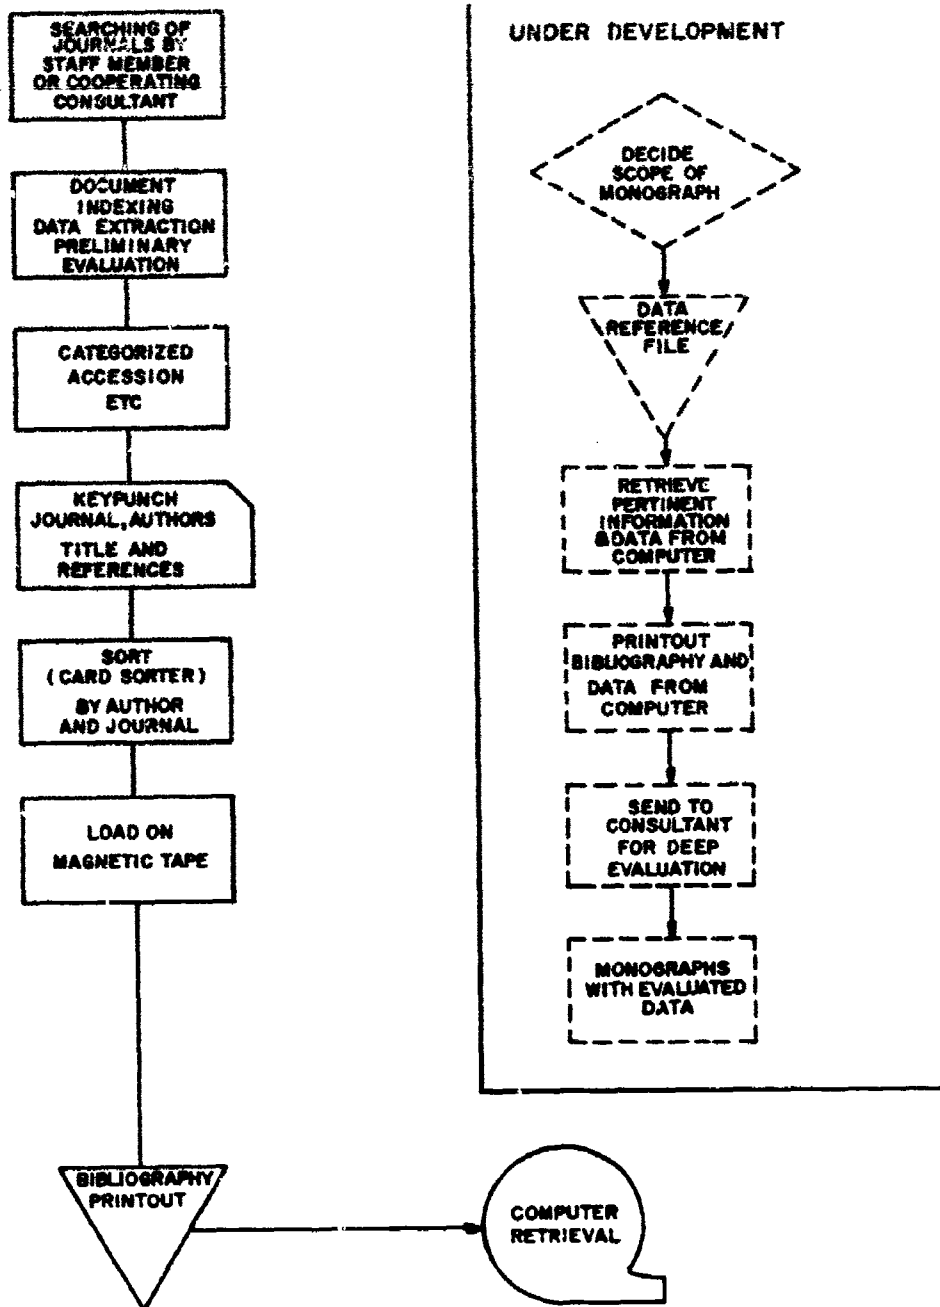 SEARCHING OF
JOURNALS BY
STAFF MEMBER
OR COOPERATING
CONSULTANT
DOCUMENT
INDEXING
DATA EXTRACTION
PRELIMINARY
EVALUATION
CATEGORIZED
ACCESSION
ETC
KEYPUNCH
JOURNAL, AUTHORS
TITLE AND
REFERENCES
SORT
(CARD SORTER)
BY AUTHOR
AND JOURNAL
LOAD ON
MAGNETIC TAPE
BIBLIOGRAPHY
PRINTOUT
COMPUTER
RETRIEVAL
UNDER DEVELOPMENT
DECIDE
SCOPE OF
MONOGRAPH
DATA
REFERENCE
FILE
RETRIEVE
PERTINENT
INFORMATION
& DATA FROM
COMPUTER
PRINTOUT
BIBLIOGRAPHY AND
DATA FROM
COMPUTER
SEND TO
CONSULTANT
FOR DEEP
EVALUATION
MONOGRAPHS
WITH EVALUATED
DATA